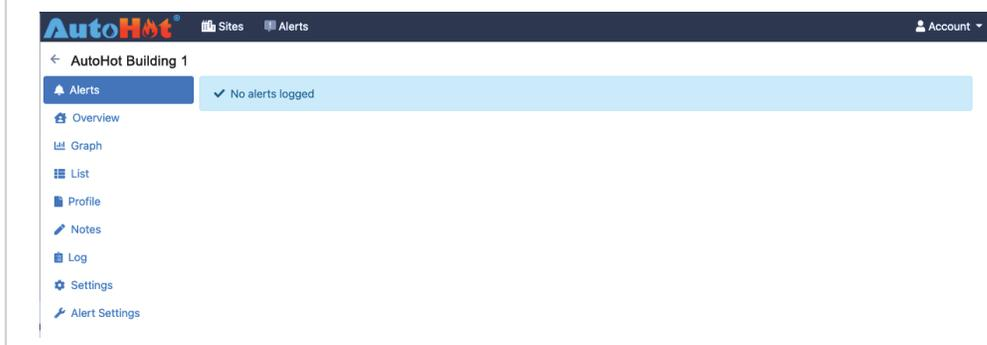 AutoHot® Sites Alerts Account
AutoHot Building 1
Alerts
No alerts logged
Overview
Graph
List
Profile
Notes
Log
Settings
Alert Settings